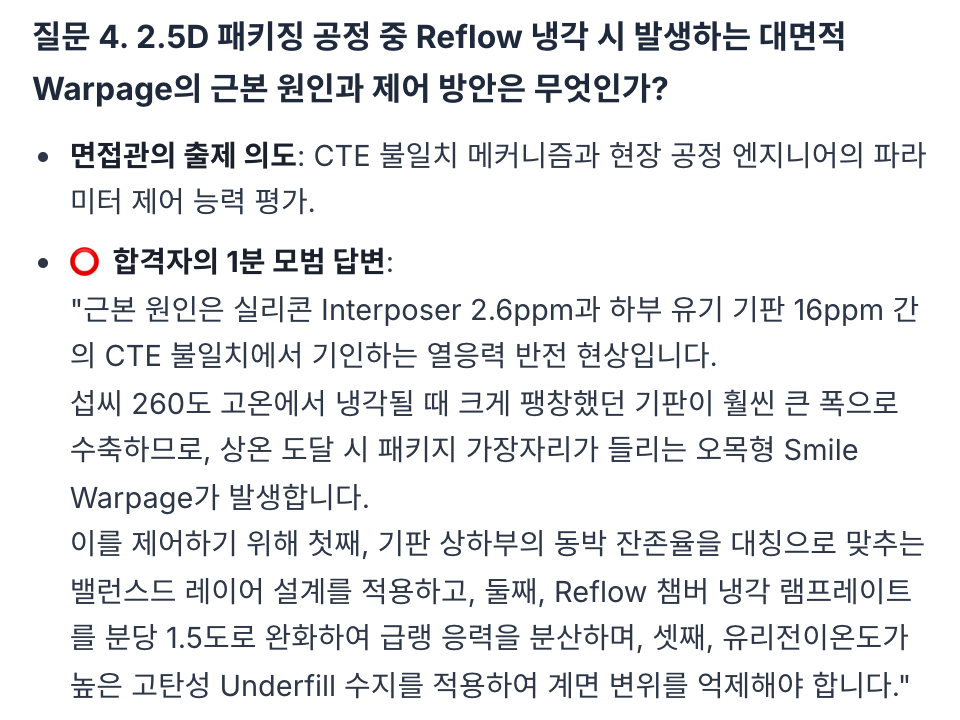 질문 4. 2.5D 패키징 공정 중 Reflow 냉각 시 발생하는 대면적
Warpage의 근본 원인과 제어 방안은 무엇인가?
• 면접관의 출제 의도: CTE 불일치 메커니즘과 현장 공정 엔지니어의 파라
미터 제어 능력 평가.
• ⭕ 합격자의 1분 모범 답변:
"근본 원인은 실리콘 Interposer 2.6ppm과 하부 유기 기판 16ppm 간
의 CTE 불일치에서 기인하는 열응력 반전 현상입니다.
섭씨 260도 고온에서 냉각될 때 크게 팽창했던 기판이 훨씬 큰 폭으로
수축하므로, 상온 도달 시 패키지 가장자리가 들리는 오목형 Smile
Warpage가 발생합니다.
이를 제어하기 위해 첫째, 기판 상하부의 동박 잔존율을 대칭으로 맞추는
밸런스드 레이어 설계를 적용하고, 둘째, Reflow 챔버 냉각 램프레이트
를 분당 1.5도로 완화하여 급랭 응력을 분산하며, 셋째, 유리전이온도가
높은 고탄성 Underfill 수지를 적용하여 계면 변위를 억제해야 합니다."